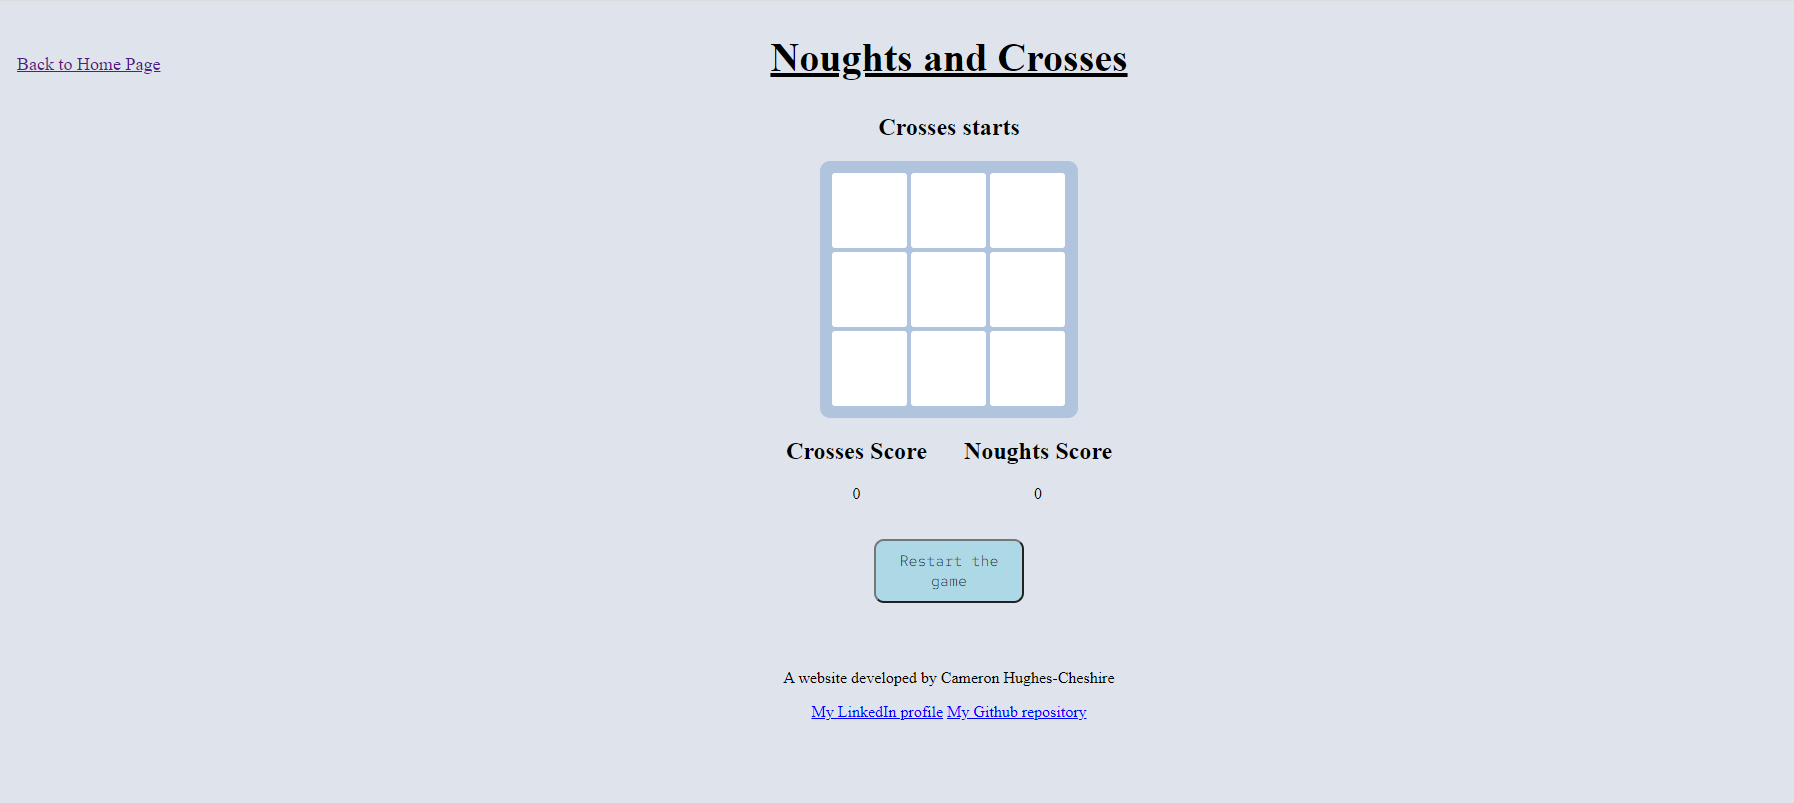 Back to Home Page
Noughts and Crosses
Crosses starts
Crosses Score
Noughts Score
0
0
Restart the
game
A website developed by Cameron Hughes-Cheshire
My LinkedIn profile My Github repository